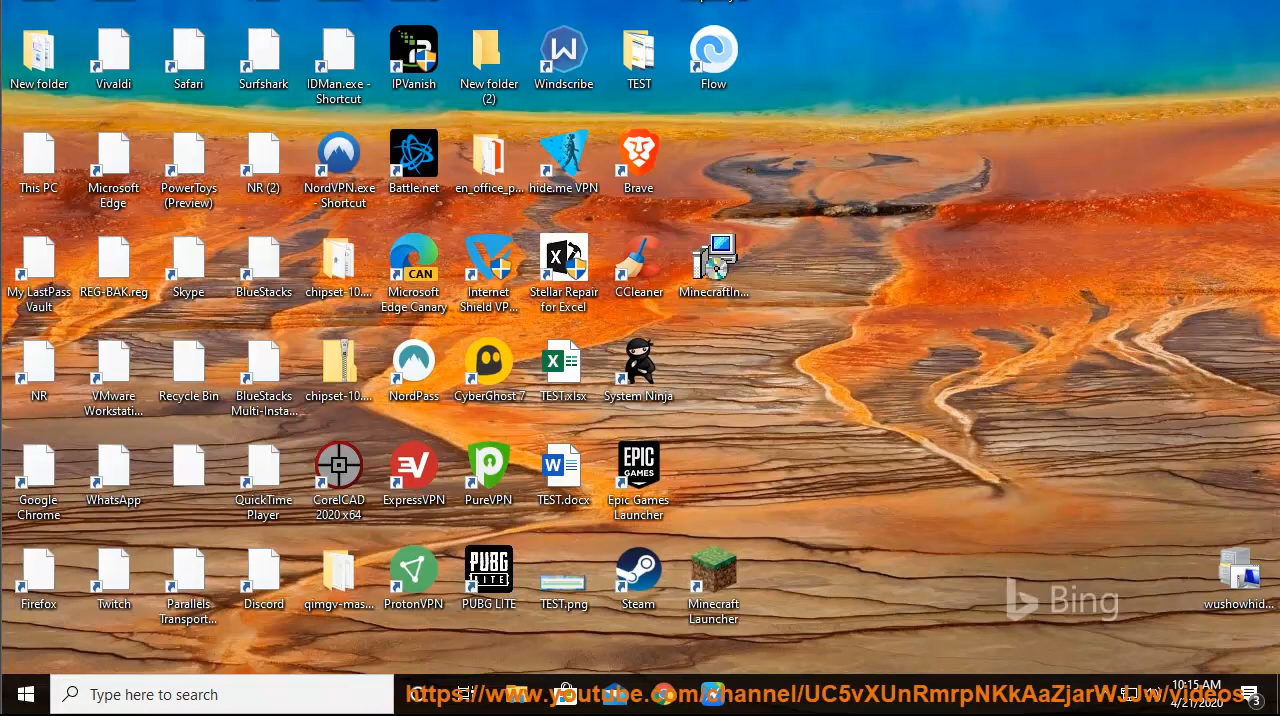 New folder
Vivaldi
Safari
Surfshark
IDMan.exe -
Shortcut
IPVanish
New folder
(2)
Windscribe
TEST
Flow
This PC
Microsoft
Edge
PowerToys
(Preview)
NR (2)
NordVPN.exe
- Shortcut
Battle.net
en_office_p...
hide.me VPN
Brave
My LastPass
Vault
REG-BAK.reg
Skype
BlueStacks
chipset-10....
CAN
Microsoft
Edge Canary
Internet
Shield VP...
Stellar Repair
for Excel
CCleaner
MinecraftIn...
NR
VMware
Workstati...
Recycle Bin
BlueStacks
Multi-Insta...
chipset-10....
NordPass
CyberGhost 7
TEST.xlsx
System Ninja
Google
Chrome
WhatsApp
QuickTime
Player
CorelCAD
2020 x64
ExpressVPN
PureVPN
TEST.docx
EPIC
GAMES
Epic Games
Launcher
Firefox
Twitch
Parallels
Transport...
Discord
qimgv-mas...
ProtonVPN
PUBG
LITE
PUBG LITE
TEST.png
Steam
Minecraft
Launcher
Bing
wushowhid...
Type here to search
https://www.youtube.com/channel/UC5vXUnRmrpNKkAaZjarWJJw/videos
10:15 AM
4/21/2020
3